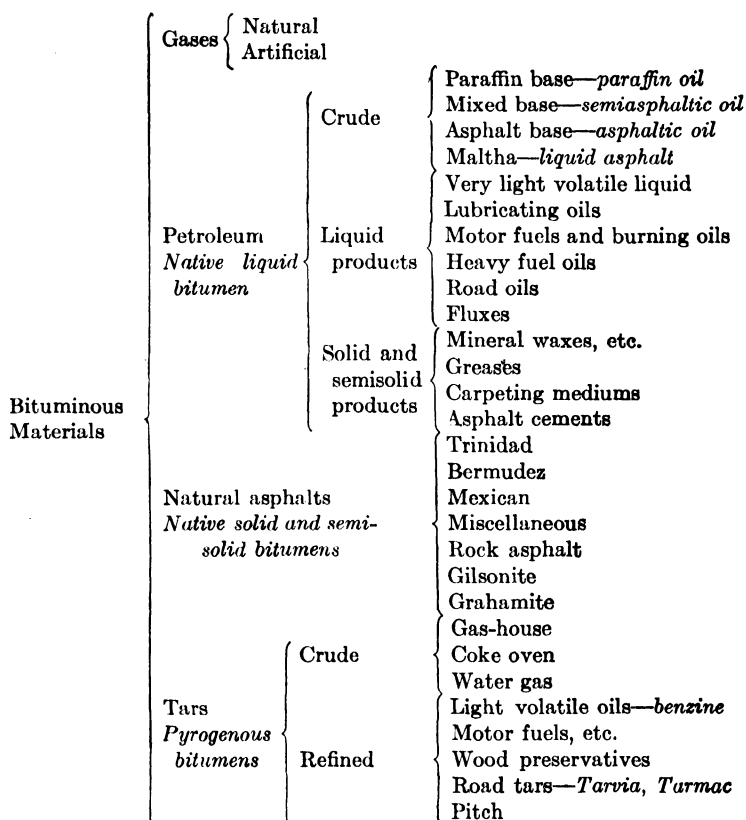 Gases
Natural
Artificial
Petroleum
Native liquid
bitumen
Crude
Paraffin base—paraffin oil
Mixed base—semiasphaltic oil
Asphalt base—asphaltic oil
Maltha—liquid asphalt
Liquid
products
Very light volatile liquid
Lubricating oils
Motor fuels and burning oils
Heavy fuel oils
Road oils
Fluxes
Solid and
semisolid
products
Mineral waxes, etc.
Greases
Carpeting mediums
Asphalt cements
Bituminous
Materials
Natural asphalts
Native solid and semi-
solid bitumens
Trinidad
Bermudez
Mexican
Miscellaneous
Rock asphalt
Gilsonite
Grahamite
Tars
Pyrogenous
bitumens
Crude
Gas-house
Coke oven
Water gas
Refined
Light volatile oils—benzine
Motor fuels, etc.
Wood preservatives
Road tars—Tarvia, Tarmac
Pitch